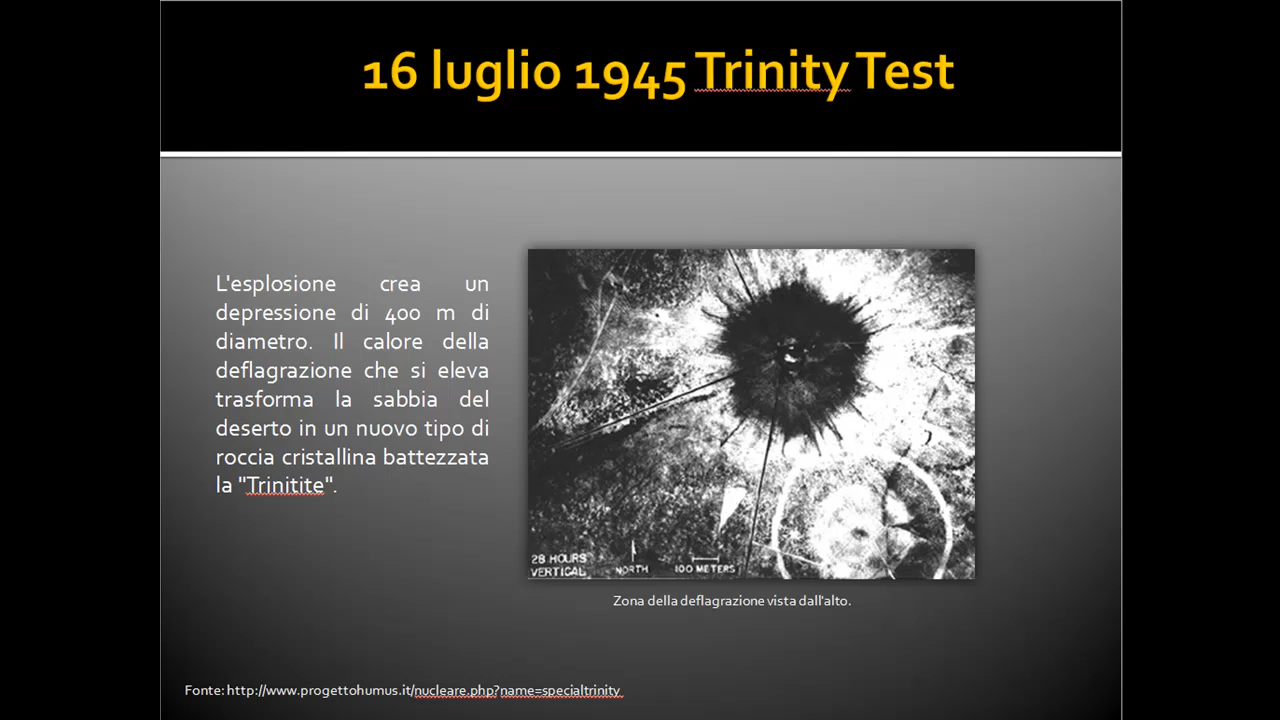 16 luglio 1945 Trinity Test
L'esplosione crea un
depressione di 400 m di
diametro. Il calore della
deflagrazione che si eleva
trasforma la sabbia del
deserto in un nuovo tipo di
roccia cristallina battezzata
la "Trinitite".
28 HOURS
VERTICAL
NORTH
100 METERS
Zona della deflagrazione vista dall'alto.
Fonte: http://www.progettohumus.it/nucleare.php?name=specialtrinity